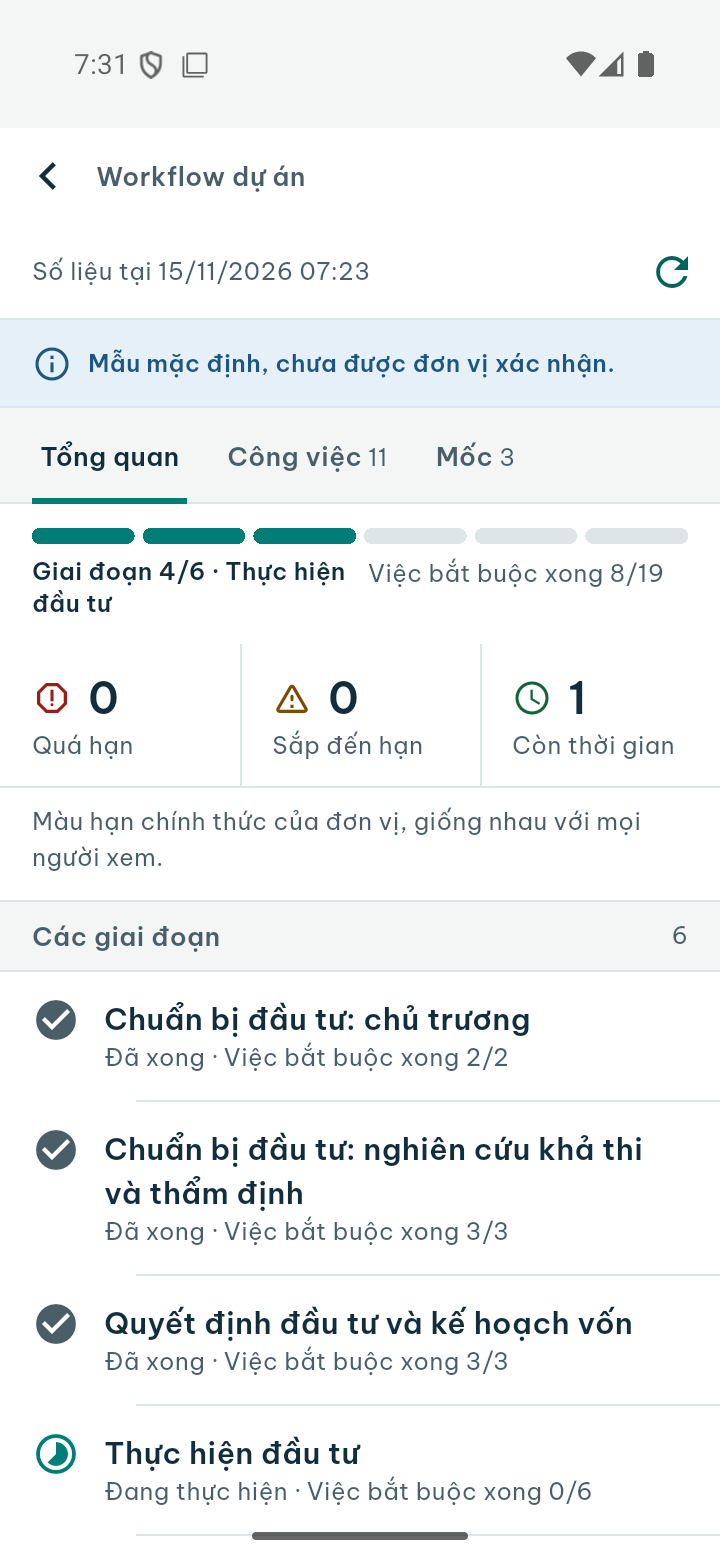 7:31
Workflow dự án
Số liệu tại 15/11/2026 07:23
Mẫu mặc định, chưa được đơn vị xác nhận.
Tổng quan
Công việc 11
Mốc 3
Giai đoạn 4/6 · Thực hiện
đầu tư
Việc bắt buộc xong 8/19
0
Quá hạn
0
Sắp đến hạn
1
Còn thời gian
Màu hạn chính thức của đơn vị, giống nhau với mọi
người xem.
Các giai đoạn
6
Chuẩn bị đầu tư: chủ trương
Đã xong · Việc bắt buộc xong 2/2
Chuẩn bị đầu tư: nghiên cứu khả thi
và thẩm định
Đã xong · Việc bắt buộc xong 3/3
Quyết định đầu tư và kế hoạch vốn
Đã xong · Việc bắt buộc xong 3/3
Thực hiện đầu tư
Đang thực hiện · Việc bắt buộc xong 0/6